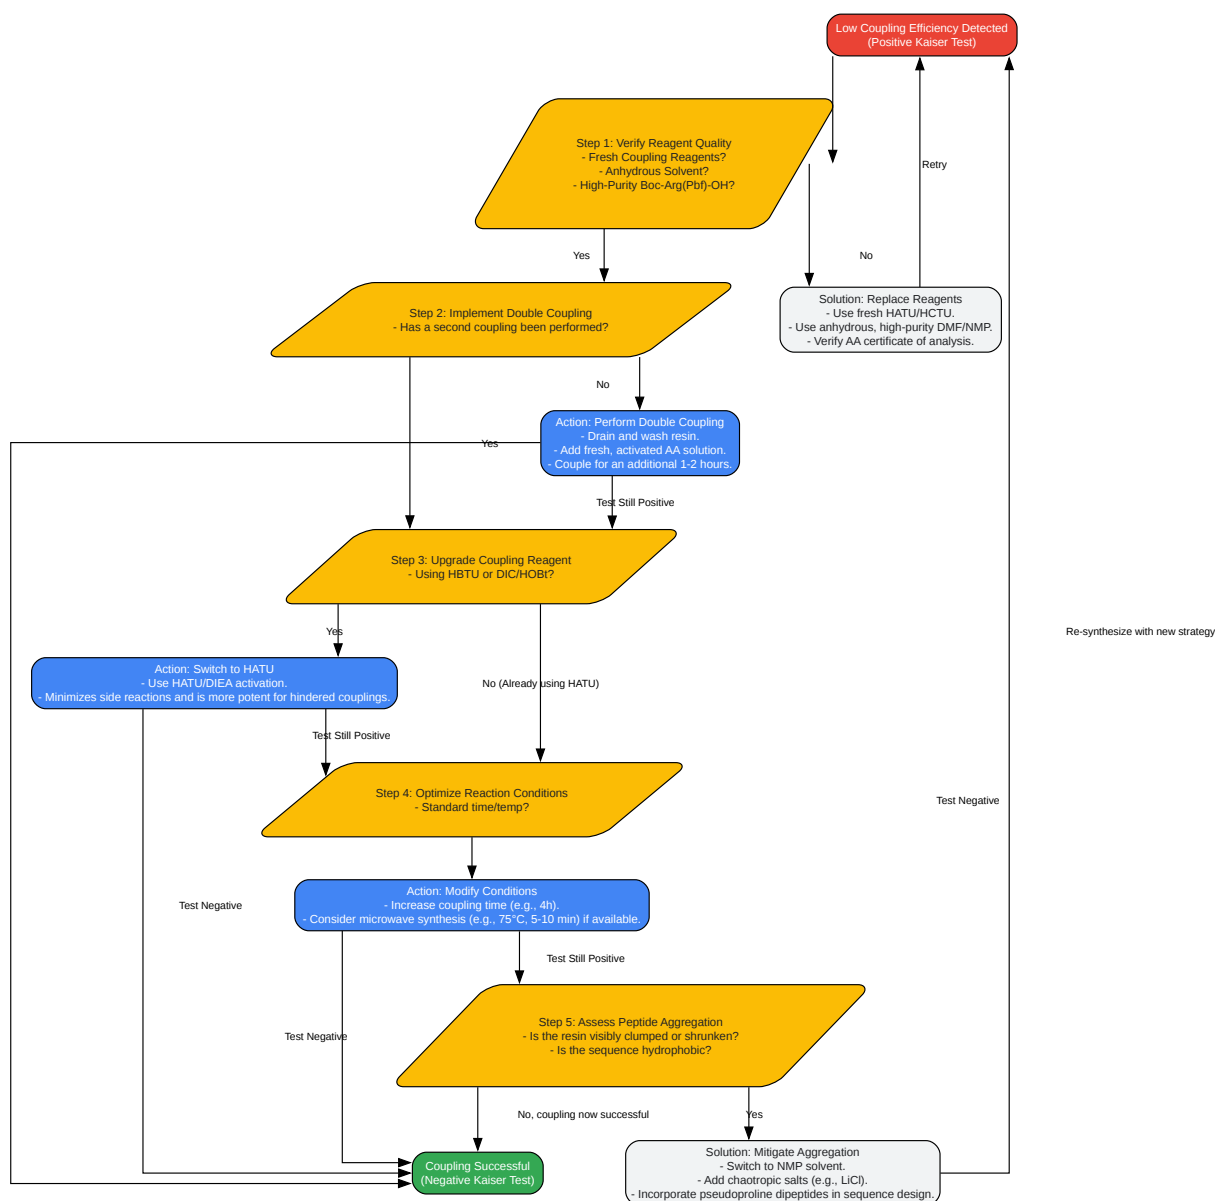 Low Coupling Efficiency Detected
(Positive Kaiser Test)
Step 1: Verify Reagent Quality
- Fresh Coupling Reagents?
- Anhydrous Solvent?
- High-Purity Boc-Arg(Pbf)-OH?
Retry
Yes
No
Solution: Replace Reagents
- Use fresh HATU/HCTU.
- Use anhydrous, high-purity DMF/NMP.
- Verify AA certificate of analysis.
Step 2: Implement Double Coupling
- Has a second coupling been performed?
No
Action: Perform Double Coupling
- Drain and wash resin.
- Add fresh, activated AA solution.
- Couple for an additional 1-2 hours.
Yes
Test Still Positive
Step 3: Upgrade Coupling Reagent
- Using HBTU or DIC/HOBt?
Yes
Re-synthesize with new strategy
Action: Switch to HATU
- Use HATU/DIEA activation.
- Minimizes side reactions and is more potent for hindered couplings.
No (Already using HATU)
Test Still Positive
Step 4: Optimize Reaction Conditions
- Standard time/temp?
Test Negative
Action: Modify Conditions
- Increase coupling time (e.g., 4h).
- Consider microwave synthesis (e.g., 75°C, 5-10 min) if available.
Test Negative
Test Still Positive
Step 5: Assess Peptide Aggregation
- Is the resin visibly clumped or shrunken?
- Is the sequence hydrophobic?
Test Negative
No, coupling now successful
Yes
Coupling Successful
(Negative Kaiser Test)
Solution: Mitigate Aggregation
- Switch to NMP solvent.
- Add chaotropic salts (e.g., LiCl).
- Incorporate pseudoproline dipeptides in sequence design.